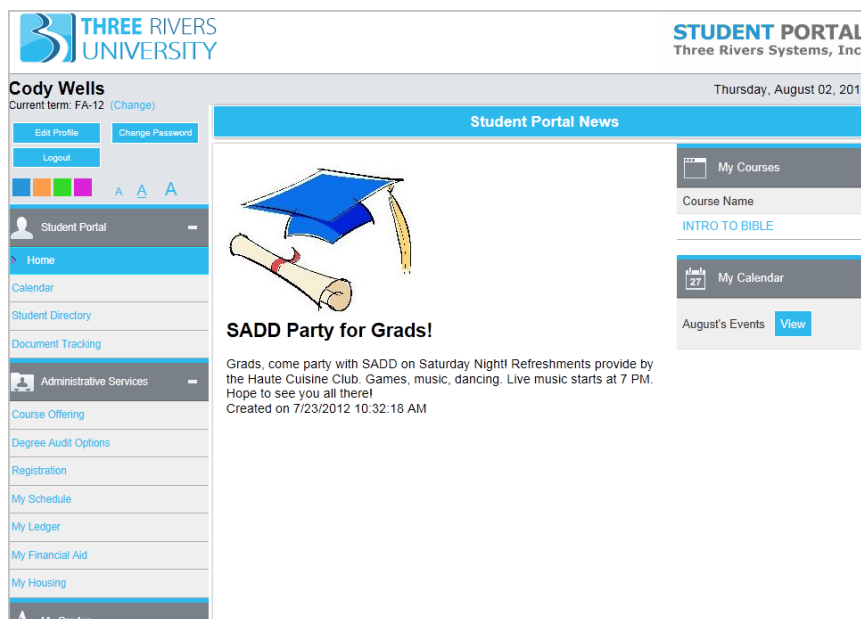 THREE RIVERS
UNIVERSITY
STUDENT PORTAL
Three Rivers Systems, Inc
Cody Wells
Current term: FA-12 (Change)
Thursday, August 02, 201
Edit Profile
Change Password
Logout
A A A
Student Portal News
Student Portal
Home
Calendar
Student Directory
Document Tracking
Administrative Services
Course Offering
Degree Audit Options
Registration
My Schedule
My Ledger
My Financial Aid
My Housing
SADD Party for Grads!
Grads, come party with SADD on Saturday Night! Refreshments provide by
the Haute Cuisine Club. Games, music, dancing. Live music starts at 7 PM.
Hope to see you all there!
Created on 7/23/2012 10:32:18 AM
My Courses
Course Name
INTRO TO BIBLE
27
My Calendar
August's Events View